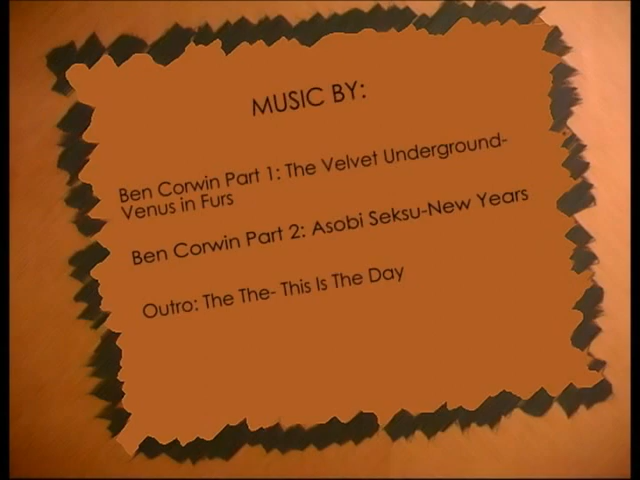 MUSIC BY:
Ben Corwin Part 1: The Velvet Underground-
Venus in Furs
Ben Corwin Part 2: Asobi Seksu-New Years
Outro: The The- This Is The Day